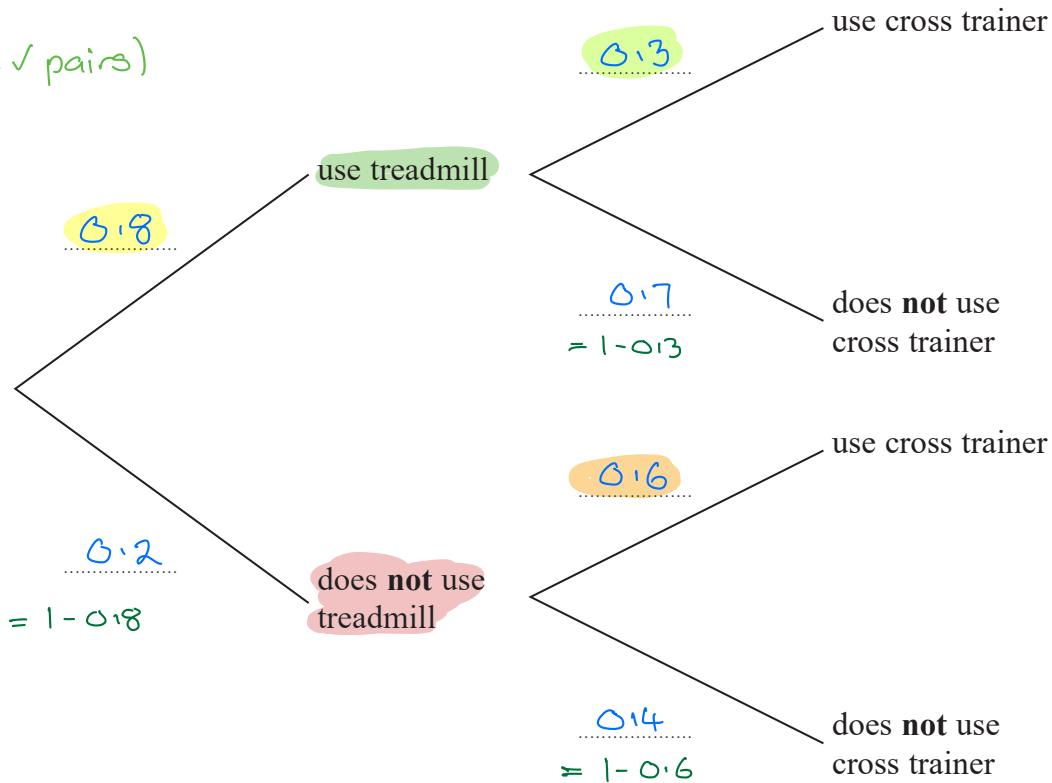 use cross trainer
0.3
√ pairs)
use treadmill
0.8
0.7
does not use
cross trainer
= 1-0.3
use cross trainer
0.6
0.2
does not use
treadmill
= 1-0.8
0.4
does not use
cross trainer
= 1-0.6